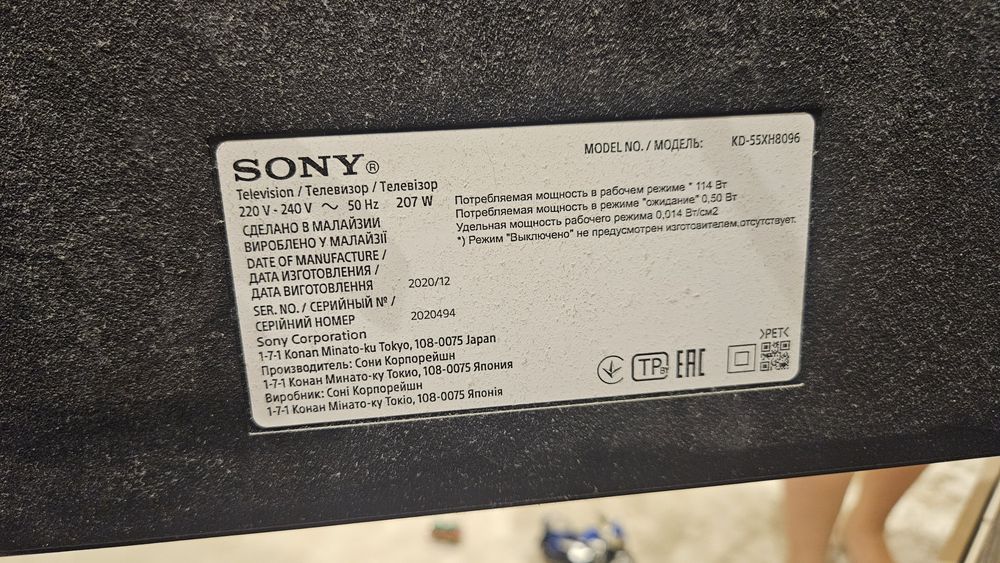 SONY®
MODEL NO. / МОДЕЛЬ: KD-55XH8096
Television / Телевизор / Телевізор
220 V - 240 V ~ 50 Hz 207 W
СДЕЛАНО В МАЛАЙЗИИ
ВИРОБЛЕНО У МАЛАЙЗІЇ
DATE OF MANUFACTURE /
ДАТА ИЗГОТОВЛЕНИЯ /
ДАТА ВИГОТОВЛЕННЯ 2020/12
SER. NO. / СЕРИЙНЫЙ № /
СЕРІЙНИЙ НОМЕР 2020494
Sony Corporation
1-7-1 Konan Minato-ku Tokyo, 108-0075 Japan
Производитель: Сони Корпорейшн
1-7-1 Конан Минато-ку Токио, 108-0075 Япония
Виробник: Соні Корпорейшн
1-7-1 Конан Мінато-ку Токіо, 108-0075 Японія
Потребляемая мощность в рабочем режиме * 114 Вт
Потребляемая мощность в режиме "ожидание" 0,50 Вт
Удельная мощность рабочего режима 0,014 Вт/см2
*) Режим "Выключено" не предусмотрен изготовителем,отсутствует.
TP BY EAC
>PET<